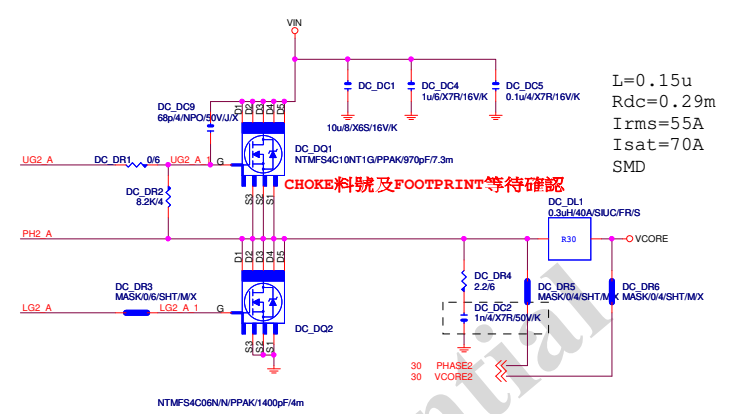 VIN
DC_DC9
68p/4/NPO/50V/J/X
D1
D2
D3
D4
D5
DC_DC1
10u/8/X6S/16V/K
DC_DC4
1u/6/X7R/16V/K
DC_DC5
0.1u/4/X7R/16V/K
L=0.15u
Rdc=0.29m
Irms=55A
Isat=70A
SMD
UG2_A
DC_DR1
0/6
UG2_A_1
G
DC_DQ1
NTMFS4C10NT1G/PPAK/970pF/7.3m
S3
S2
S1
CHOKE料號及FOOTPRINT等待確認
DC_DR2
8.2K/4
DC_DL1
0.3uH/40A/SIUC/FR/S
R30
PH2_A
VCORE
D1
D2
D3
D4
D5
DC_DR3
MASK/0/6/SHT/M/X
LG2_A
LG2_A_1
G
DC_DQ2
S3
S2
S1
DC_DR4
2.2/6
DC_DC2
1n/4/X7R/50V/K
DC_DR5
MASK/0/4/SHT/M/X
DC_DR6
MASK/0/4/SHT/M/X
30 PHASE2
30 VCORE2
NTMFS4C06N/N/PPAK/1400pF/4m
ential